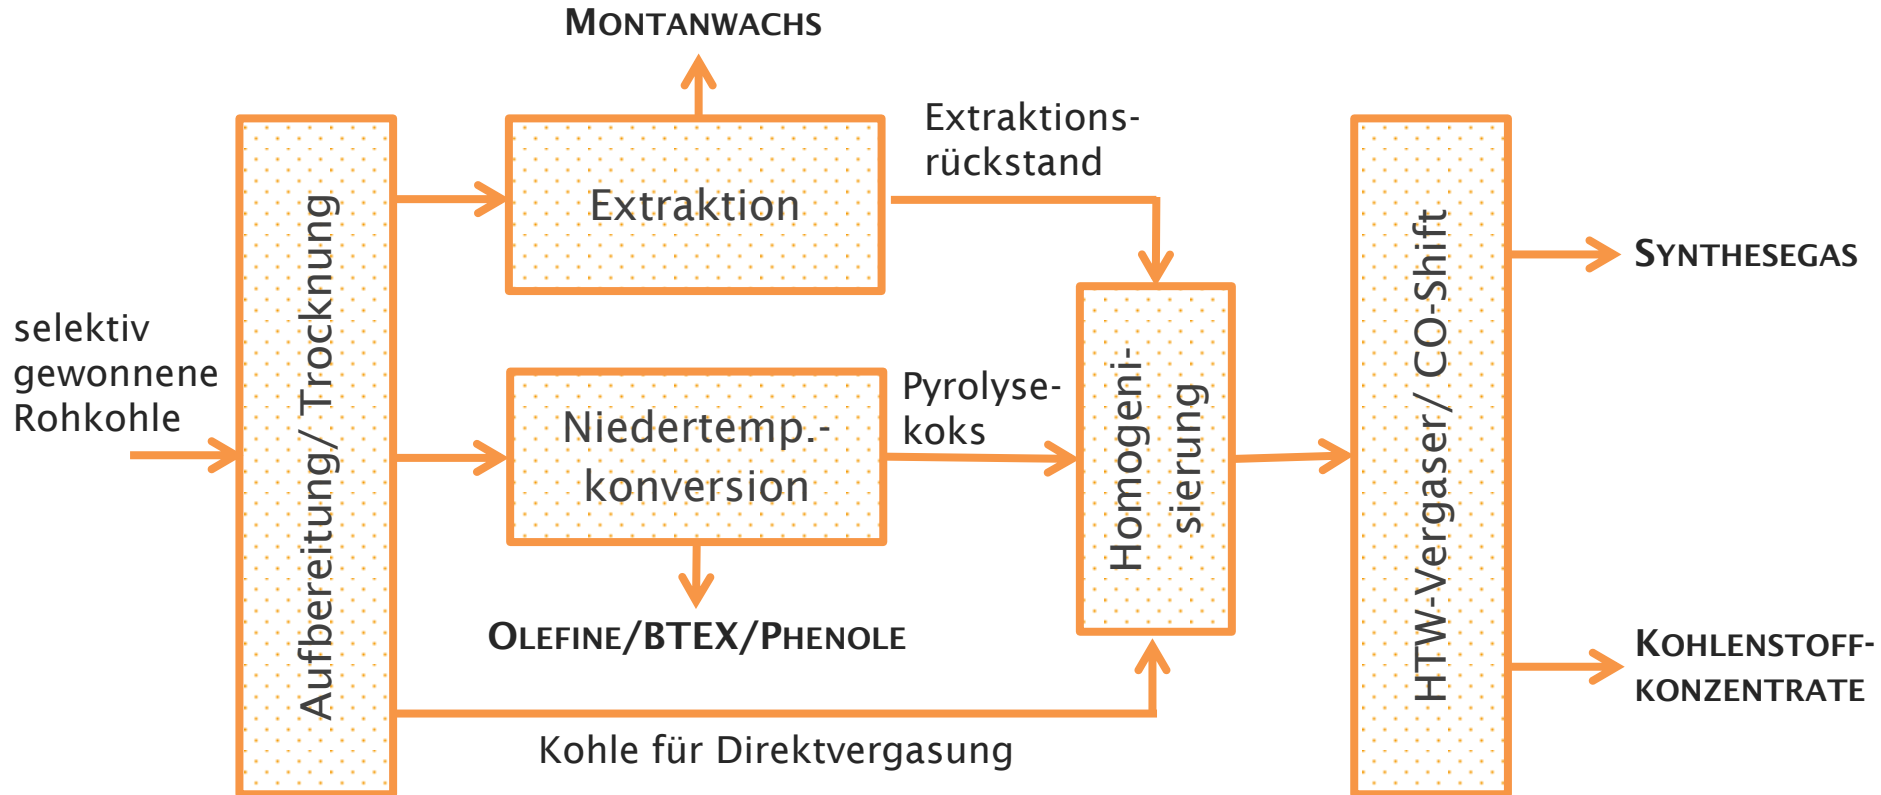 MONTANWACHS
Extraktions-
rückstand
Extraktion
selektiv
gewonnene
Rohkohle
Aufbereitung/ Trocknung
Niedertemp.-
konversion
Pyrolyse-
koks
OLEFINE/BTEX/PHENOLE
Kohle für Direktvergasung
Homogeni-
sierung
HTW-Vergaser/ CO-Shift
SYNTHESEGAS
KOHLENSTOFF-
KONZENTRATE